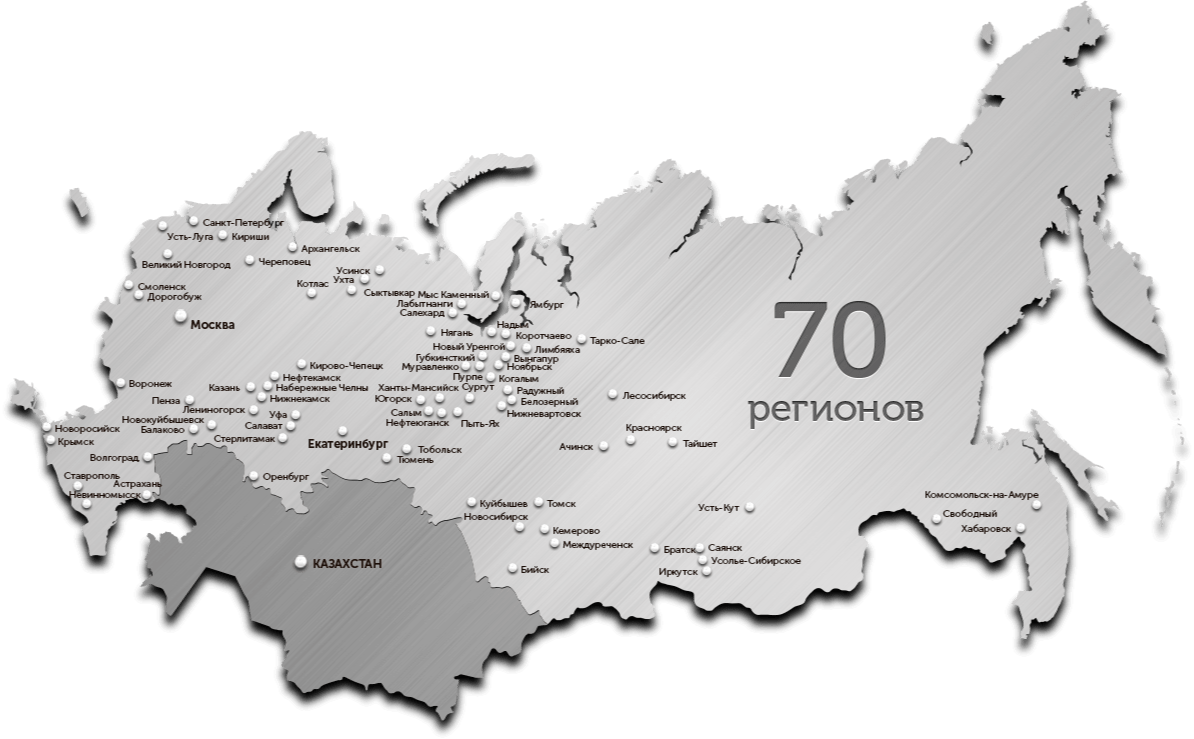 Санкт-Петербург
Усть-Луга
Кириши
Архангельск
Великий Новгород
Череповец
Усинск
Ухта
Котлас
Сыктывкар
Мыс Каменный
Смоленск
Дорогобуж
Лабытнанги
Салехард
Ямбург
Москва
Нягань
Надым
Коротчаево
Тарко-Сале
Новый Уренгой
Лимбяяха
Губкинсткий
Вынгапур
Кирово-Чепецк
Муравленко
Ноябрьск
Нефтекамск
Пурпе
Когалым
Воронеж
Казань
Набережные Челны
Ханты-Мансийск
Сургут
Радужный
Нижнекамск
Югорск
Белозерный
Лесосибирск
Пенза
Лениногорск
Уфа
Салым
Нижневартовск
Новокуйбышевск
Салават
Нефтеюганск
Пыть-Ях
Новоросийск
Балаково
Стерлитамак
Екатеринбург
Красноярск
Крымск
Ачинск
Тайшет
Тобольск
Волгоград
Тюмень
Ставрополь
Астрахань
Оренбург
Невинномысск
70
регионов
Куйбышев
Томск
Усть-Кут
Комсомольск-на-Амуре
Новосибирск
Свободный
Кемерово
Хабаровск
Междуреченск
Братск
Саянск
КАЗАХСТАН
Усолье-Сибирское
Бийск
Иркутск